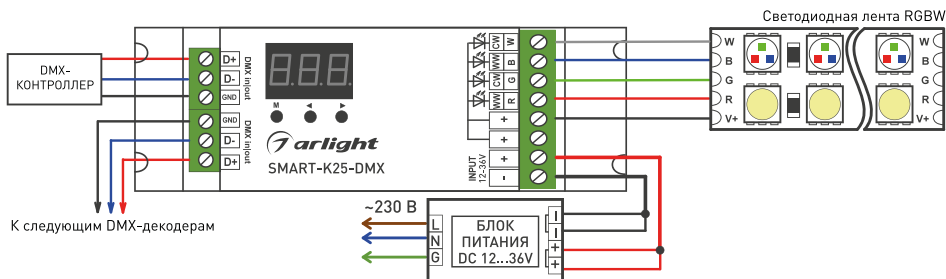 Светодиодная лента RGBW
DMX-
КОНТРОЛЛЕР
D+
D-
GND
GND
D-
D+
DMX in|out
DMX in|out
M ◄ ►
arlight
SMART-K25-DMX
CW W
WW B
CW G
WW R
+
+
+
-
INPUT
12-36V
W
B
G
R
V+
W
B
G
R
V+
К следующим DMX-декодерам
~230 В
L
N
G
БЛОК
ПИТАНИЯ
DC 12...36V
–
–
+
+